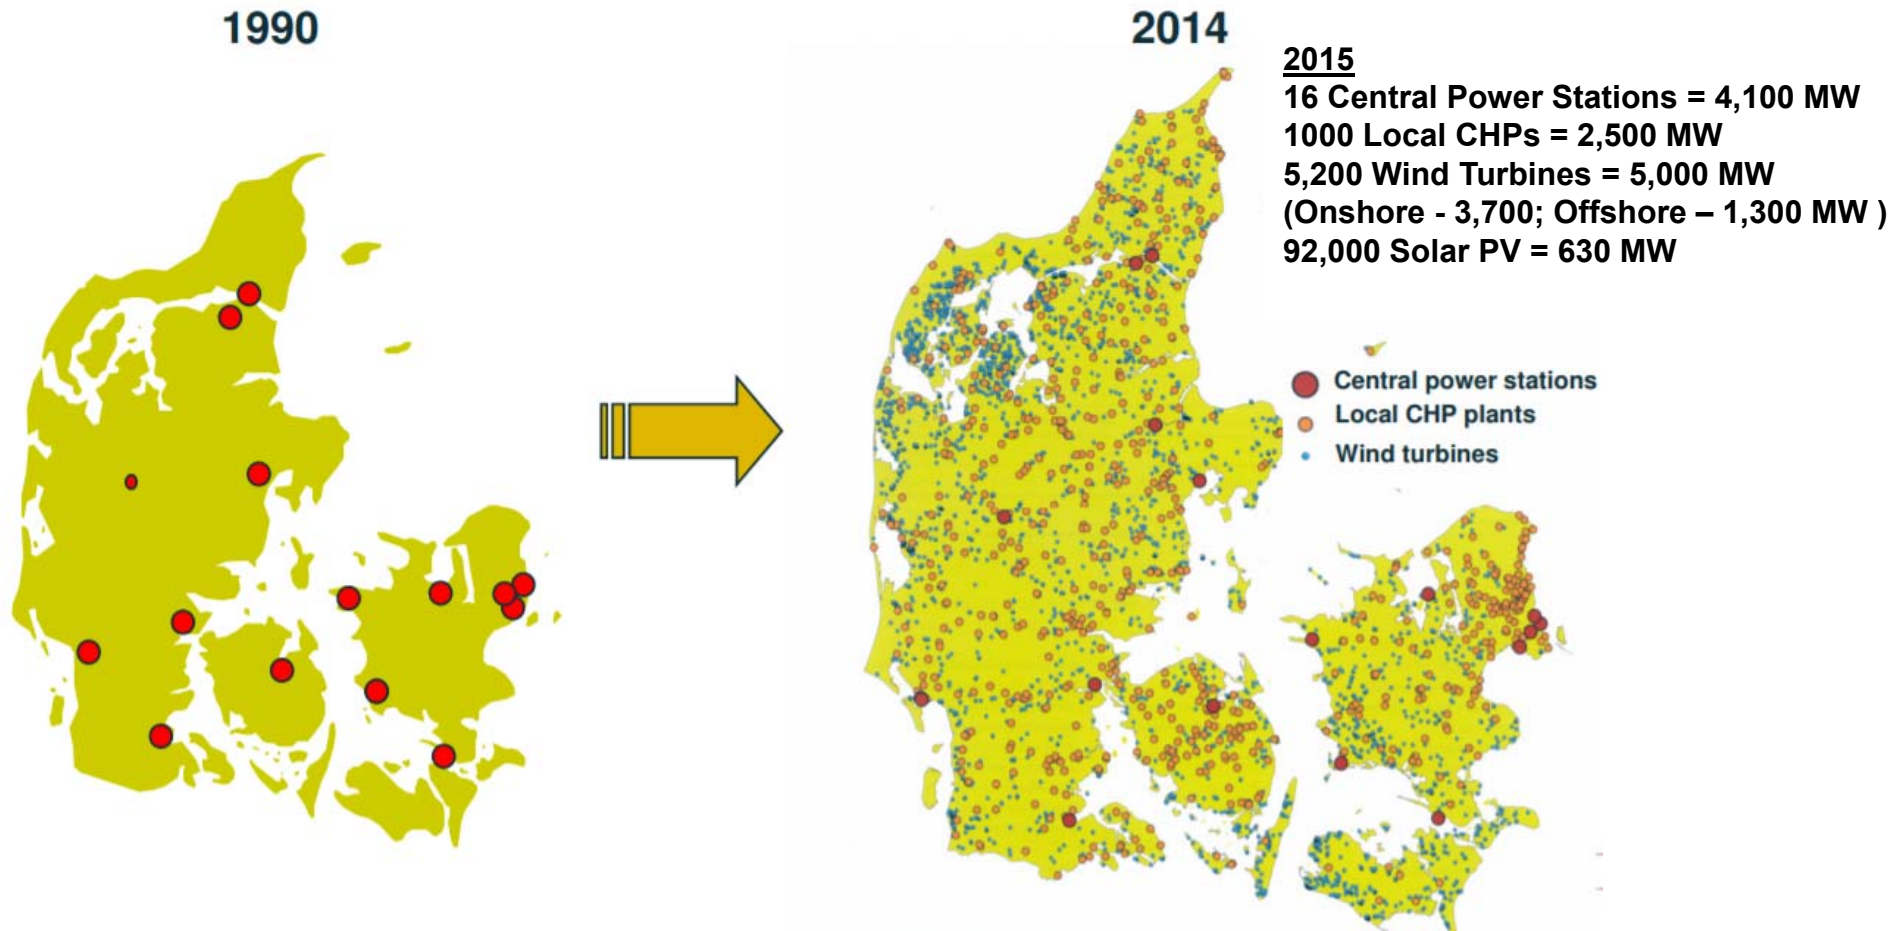 1990
2014
2015
16 Central Power Stations = 4,100 MW
1000 Local CHPs = 2,500 MW
5,200 Wind Turbines = 5,000 MW
(Onshore - 3,700; Offshore – 1,300 MW )
92,000 Solar PV = 630 MW
Central power stations
Local CHP plants
Wind turbines